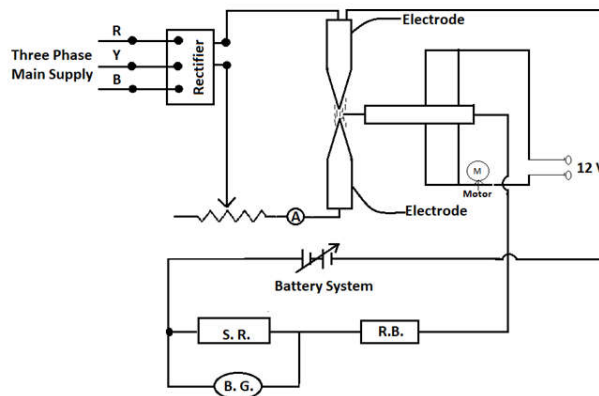 Electrode
R
Three Phase
Main Supply
Y
B
Rectifier
12 V
M
Motor
Electrode
A
Battery System
S. R.
R.B.
B. G.